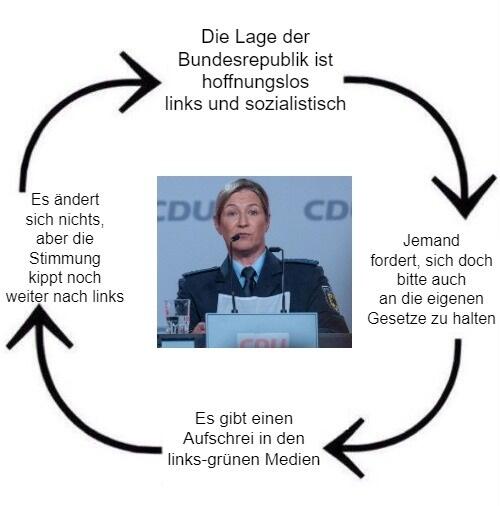 Die Lage der
Bundesrepublik ist
hoffnungslos
links und sozialistisch
Jemand
fordert, sich doch
bitte auch
an die eigenen
Gesetze zu halten
Es gibt einen
Aufschrei in den
links-grünen Medien
Es ändert
sich nichts,
aber die
Stimmung
kippt noch
weiter nach links
CDU
CD
CDU